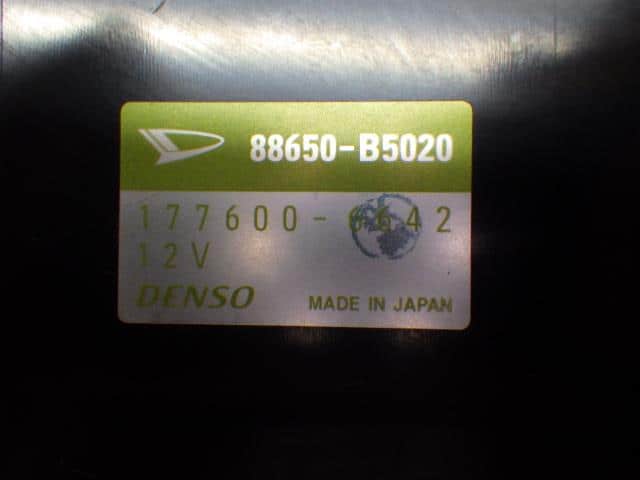 88650-B5020
177600-6642
12V
DENSO MADE IN JAPAN